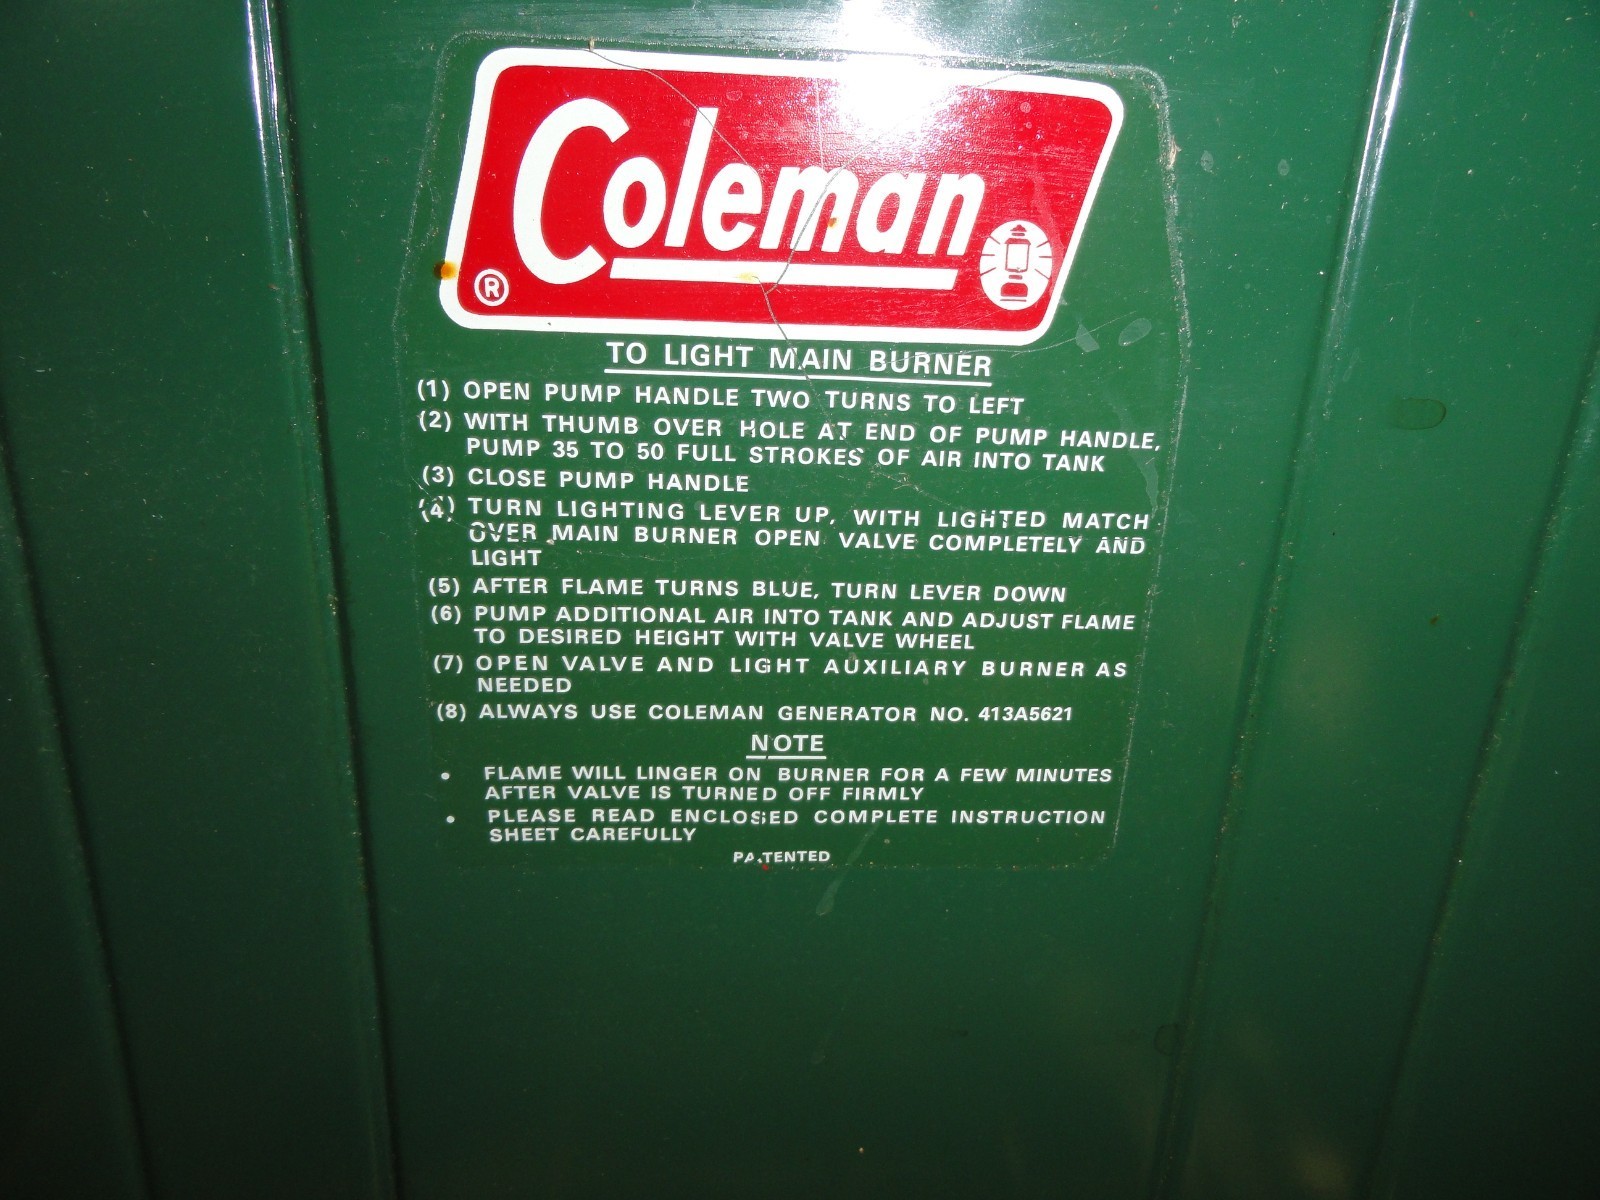 Coleman
®
TO LIGHT MAIN BURNER
(1) OPEN PUMP HANDLE TWO TURNS TO LEFT
(2) WITH THUMB OVER HOLE AT END OF PUMP HANDLE,
PUMP 35 TO 50 FULL STROKES OF AIR INTO TANK
(3) CLOSE PUMP HANDLE
(4) TURN LIGHTING LEVER UP, WITH LIGHTED MATCH
OVER MAIN BURNER OPEN VALVE COMPLETELY AND
LIGHT
(5) AFTER FLAME TURNS BLUE, TURN LEVER DOWN
(6) PUMP ADDITIONAL AIR INTO TANK AND ADJUST FLAME
TO DESIRED HEIGHT WITH VALVE WHEEL
(7) OPEN VALVE AND LIGHT AUXILIARY BURNER AS
NEEDED
(8) ALWAYS USE COLEMAN GENERATOR NO. 413A5621
NOTE
• FLAME WILL LINGER ON BURNER FOR A FEW MINUTES
AFTER VALVE IS TURNED OFF FIRMLY
• PLEASE READ ENCLOSED COMPLETE INSTRUCTION
SHEET CAREFULLY
PATENTED